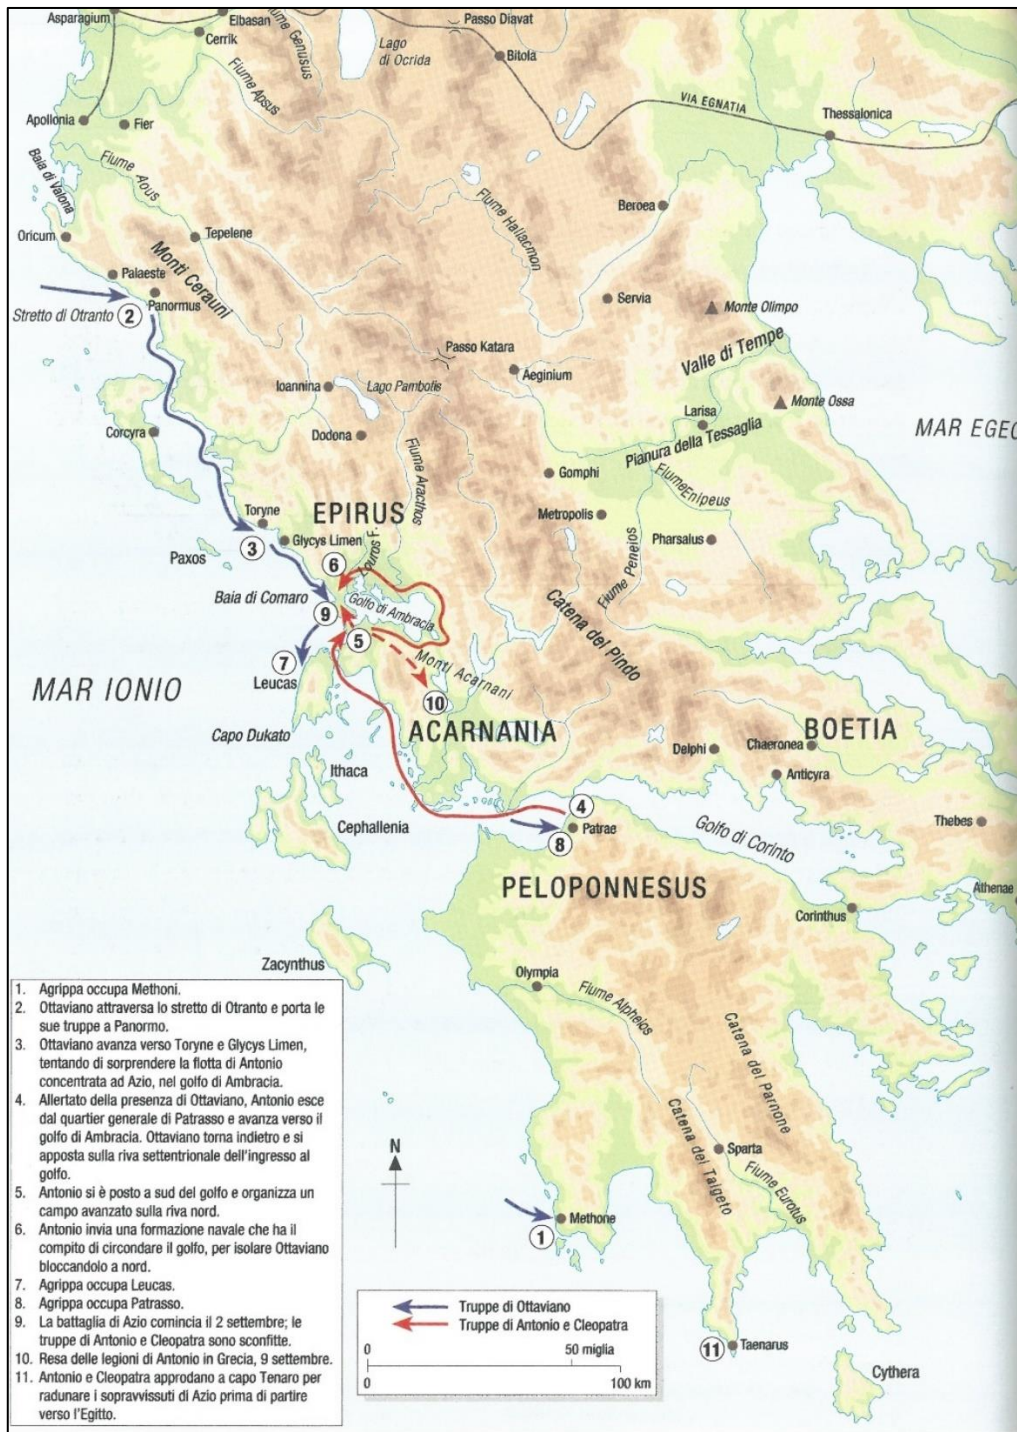 Asparagium
Elbasan
Cerrik
Fiume Genusus
Lago
di Ocrida
Passo Diavat
Bitola
Fiume Apsus
VIA EGNATIA
Thessalonica
Apollonia
Fier
Baia di Valona
Fiume Aous
Fiume Haliacmon
Beroea
Oricum
Tepelene
Monti Cerauni
Palaeste
Panormus
Servia
Monte Olimpo
Stretto di Otranto
2
Passo Katara
Valle di Tempe
Aeginium
Ioannina
Lago Pambotis
Monte Ossa
Larisa
MAR EGEO
Corcyra
Dodona
Pianura della Tessaglia
Fiume Aracthos
Gomphi
Fiume Enipeus
Metropolis
Toryne
EPIRUS
Pharsalus
3
Glycys Limen
Louros F.
Paxos
6
Fiume Peneios
Baia di Comaro
Golfo di Ambracia
Catena del Pindo
9
5
7
Leucas
Monti Acarnani
10
MAR IONIO
Capo Dukato
ACARNANIA
BOETIA
Delphi
Chaeronea
Anticyra
Ithaca
Cephallenia
4
8
Patrae
Golfo di Corinto
Thebes
PELOPONNESUS
Athenae
Corinthus
Zacynthus
Olympia
Fiume Alpheios
Catena del Parnone
Catena del Taigeto
Sparta
Fiume Eurotus
N
Methone
1
11
Taenarus
Cythera
1. Agrippa occupa Methoni.
2. Ottaviano attraversa lo stretto di Otranto e porta le
sue truppe a Panormo.
3. Ottaviano avanza verso Toryne e Glycys Limen,
tentando di sorprendere la flotta di Antonio
concentrata ad Azio, nel golfo di Ambracia.
4. Allertato della presenza di Ottaviano, Antonio esce
dal quartier generale di Patrasso e avanza verso il
golfo di Ambracia. Ottaviano torna indietro e si
apposta sulla riva settentrionale dell'ingresso al
golfo.
5. Antonio si è posto a sud del golfo e organizza un
campo avanzato sulla riva nord.
6. Antonio invia una formazione navale che ha il
compito di circondare il golfo, per isolare Ottaviano
bloccandolo a nord.
7. Agrippa occupa Leucas.
8. Agrippa occupa Patrasso.
9. La battaglia di Azio comincia il 2 settembre; le
truppe di Antonio e Cleopatra sono sconfitte.
10. Resa delle legioni di Antonio in Grecia, 9 settembre.
11. Antonio e Cleopatra approdano a capo Tenaro per
radunare i sopravvissuti di Azio prima di partire
verso l'Egitto.
Truppe di Ottaviano
Truppe di Antonio e Cleopatra
0 50 miglia
0 100 km